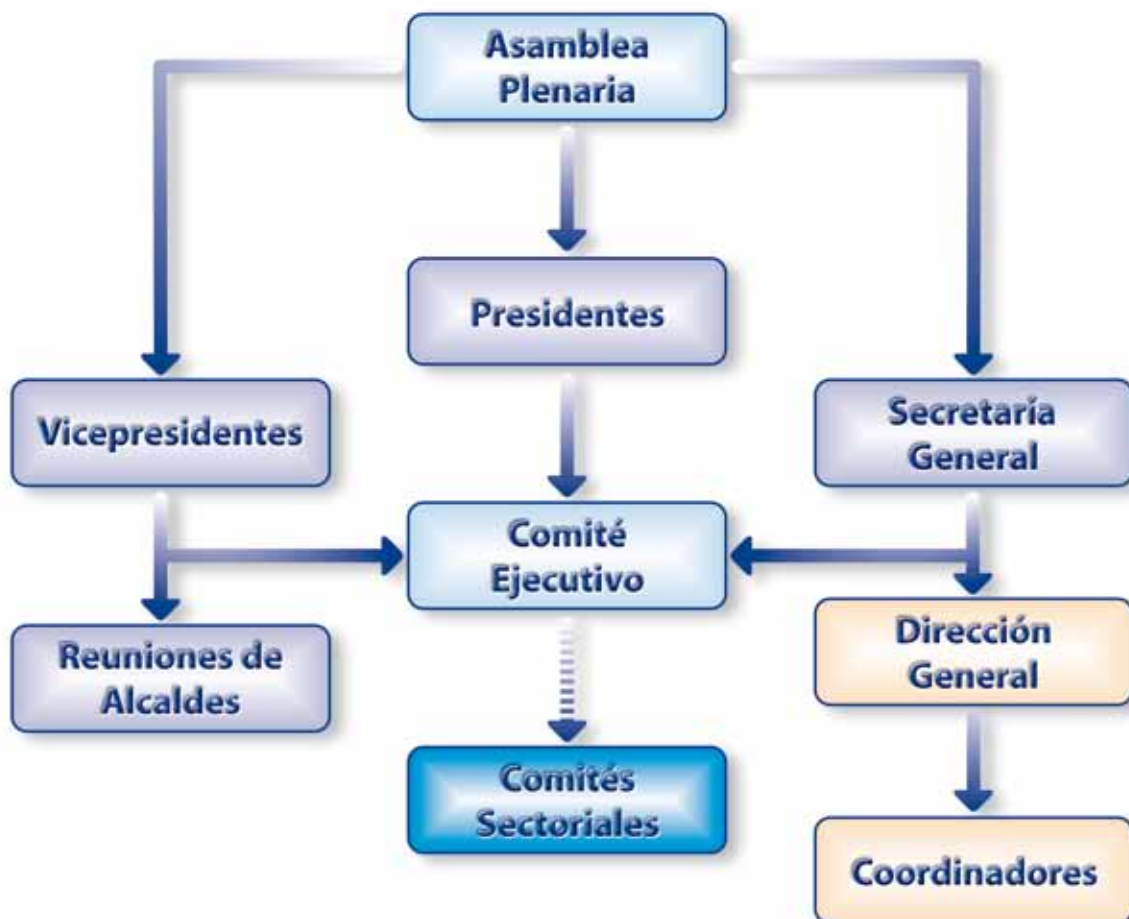 Asamblea
Plenaria
Presidentes
Vicepresidentes
Secretaría
General
Comité
Ejecutivo
Reuniones de
Alcaldes
Dirección
General
Comités
Sectoriales
Coordinadores